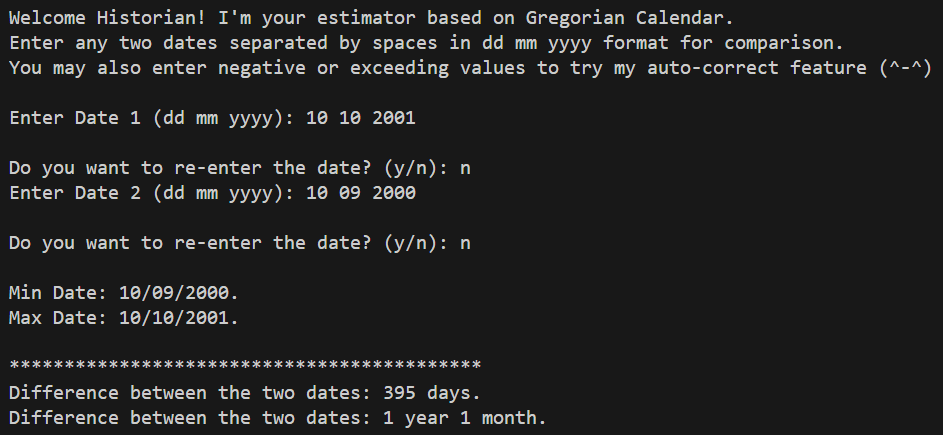 Welcome Historian! I'm your estimator based on Gregorian Calendar.
Enter any two dates separated by spaces in dd mm yyyy format for comparison.
You may also enter negative or exceeding values to try my auto-correct feature (^-^)
Enter Date 1 (dd mm yyyy): 10 10 2001
Do you want to re-enter the date? (y/n): n
Enter Date 2 (dd mm yyyy): 10 09 2000
Do you want to re-enter the date? (y/n): n
Min Date: 10/09/2000.
Max Date: 10/10/2001.
*******************************************
Difference between the two dates: 395 days.
Difference between the two dates: 1 year 1 month.